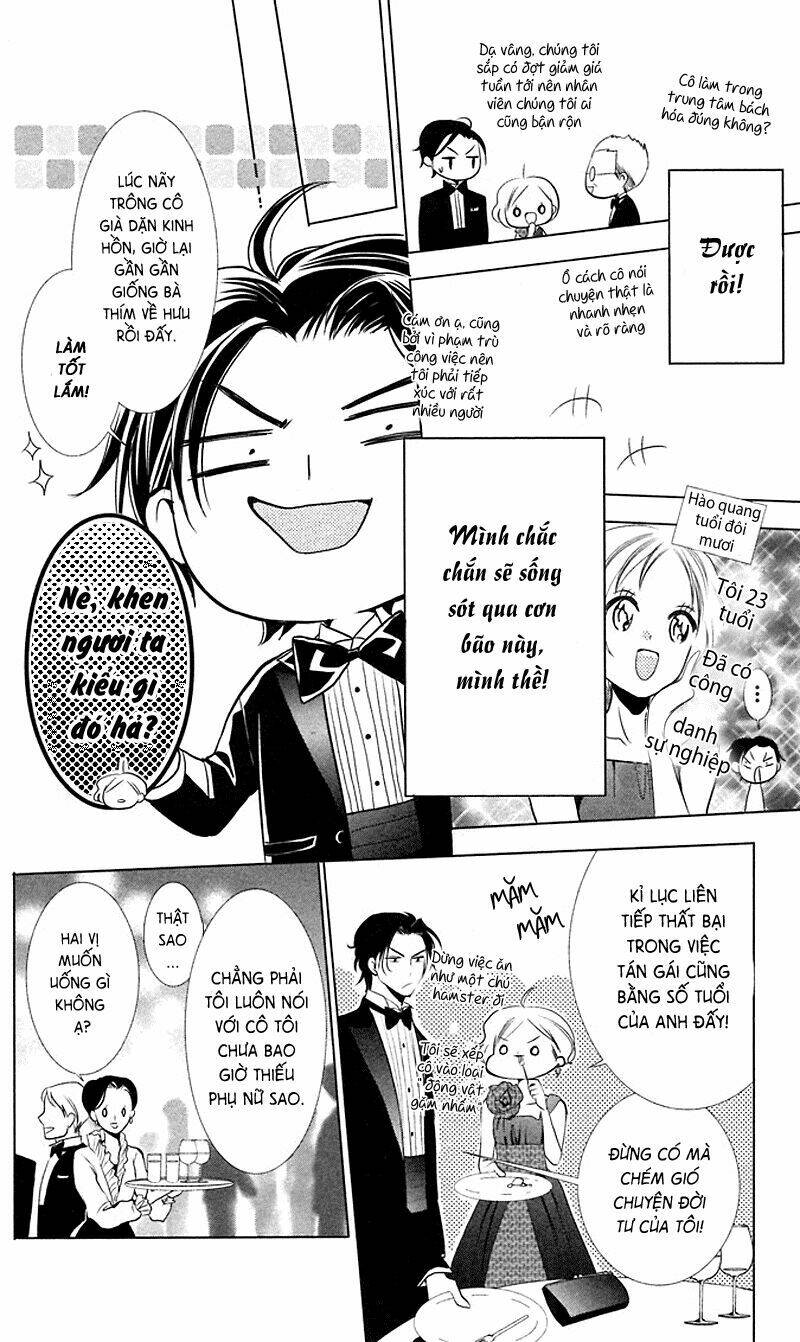 Cô làm trong
trung tâm bách
hóa đúng không?
Dạ vâng, chúng tôi
sắp có đợt giảm giá
tuần tới nên nhân
viên chúng tôi ai
cũng bận rộn
Được
rồi!
Ồ cách cô nói
chuyện thật là
nhanh nhẹn
và rõ ràng
Cám ơn ạ, cũng
bởi vì phạm trù
công việc nên
tôi phải tiếp
xúc với rất
nhiều người
Mình chắc
chắn sẽ sống
sót qua cơn
bão này,
mình thề!
Hào quang
tuổi đôi
mươi
Tôi 23
tuổi
Đã có
công
danh
sự nghiệp
...
LÚC NÃY
TRÔNG CÔ
GIÀ DẶN KINH
HỒN, GIỜ LẠI
GẦN GẦN
GIỐNG BÀ
THÍM VỀ HƯU
RỒI ĐẤY.
LÀM
TỐT
LẮM!
Nè, khen
người ta
kiểu gì
đó hả?
KỈ LỤC LIÊN
TIẾP THẤT BẠI
TRONG VIỆC
TÁN GÁI CŨNG
BẰNG SỐ TUỔI
CỦA ANH ĐẤY!
MĂM
MĂM
Dừng việc ăn
như một chú
hamster đi
Tôi sẽ xếp
cô vào loài
động vật
gặm nhấm
ĐỪNG CÓ MÀ
CHÉM GIÓ
CHUYỆN ĐỜI
TƯ CỦA TÔI!
CHẲNG PHẢI
TÔI LUÔN NÓI
VỚI CÔ TÔI
CHƯA BAO
GIỜ THIẾU
PHỤ NỮ SAO.
THẬT
SAO
...
HAI VỊ
MUỐN
UỐNG GÌ
KHÔNG
Ạ?